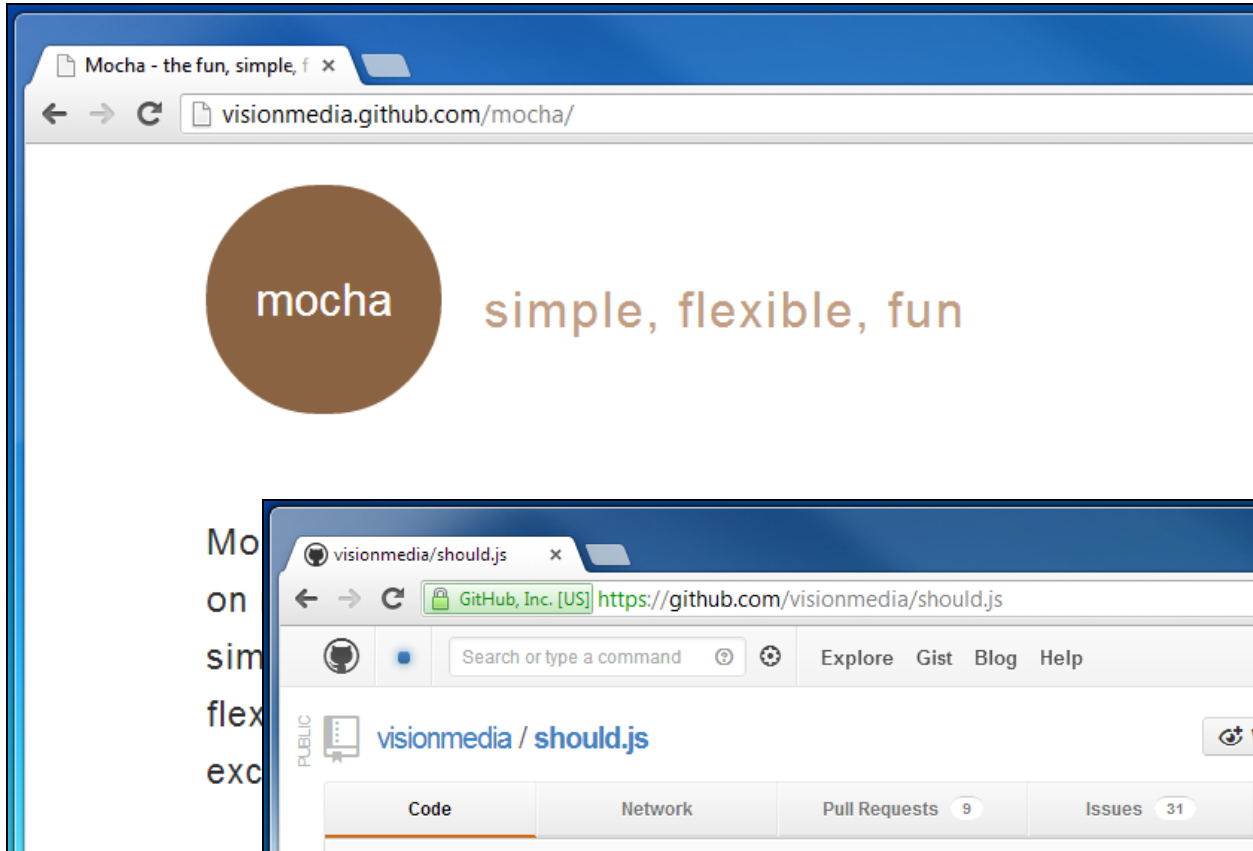 Mocha - the fun, simple, f
visionmedia.github.com/mocha/
mocha
simple, flexible, fun
Mo
on
sim
flex
exc
visionmedia/should.js
GitHub, Inc. [US] https://github.com/visionmedia/should.js
Search or type a command Explore Gist Blog Help
PUBLIC
visionmedia / should.js
Code Network Pull Requests 9 Issues 31